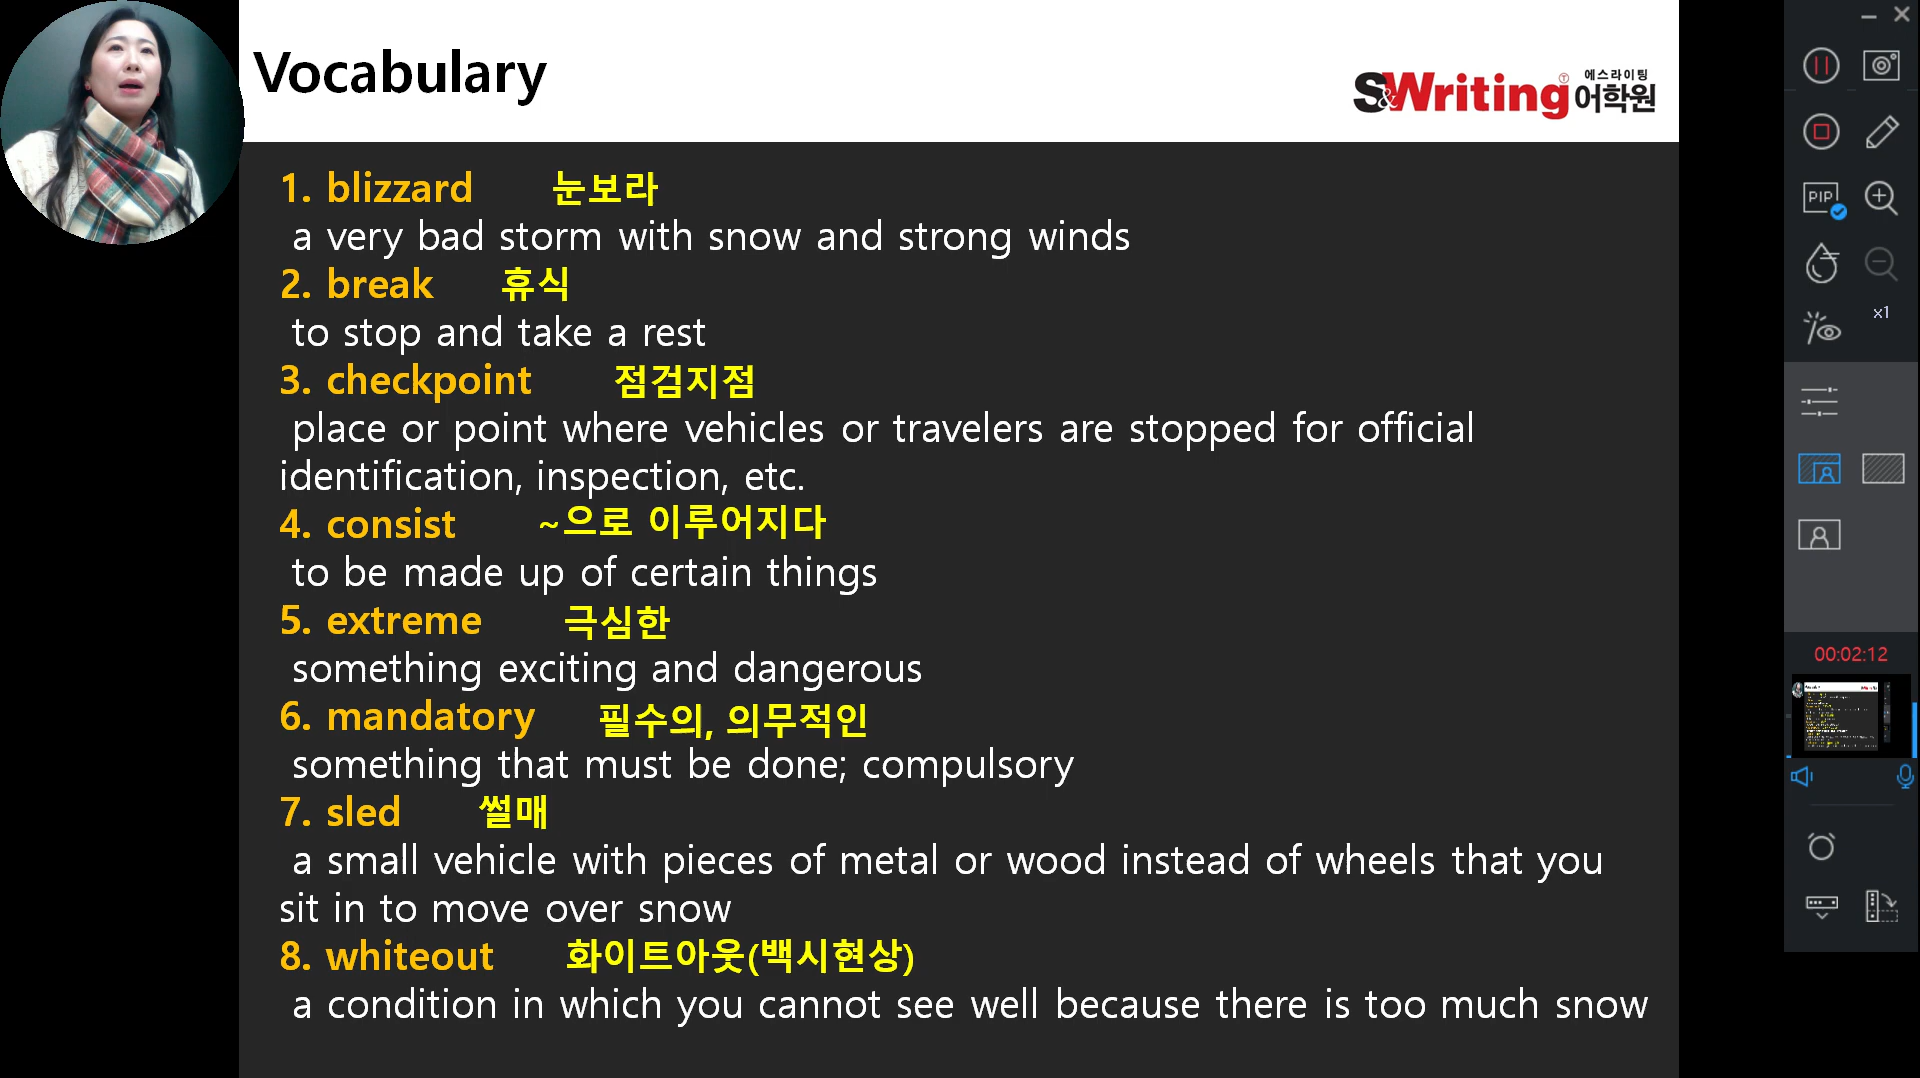 Vocabulary
S&Writing 에스라이팅 어학원
1. blizzard 눈보라
a very bad storm with snow and strong winds
2. break 휴식
to stop and take a rest
3. checkpoint 점검지점
place or point where vehicles or travelers are stopped for official
identification, inspection, etc.
4. consist ~으로 이루어지다
to be made up of certain things
5. extreme 극심한
something exciting and dangerous
6. mandatory 필수의, 의무적인
something that must be done; compulsory
7. sled 썰매
a small vehicle with pieces of metal or wood instead of wheels that you
sit in to move over snow
8. whiteout 화이트아웃(백시현상)
a condition in which you cannot see well because there is too much snow
PIP
x1
00:02:12